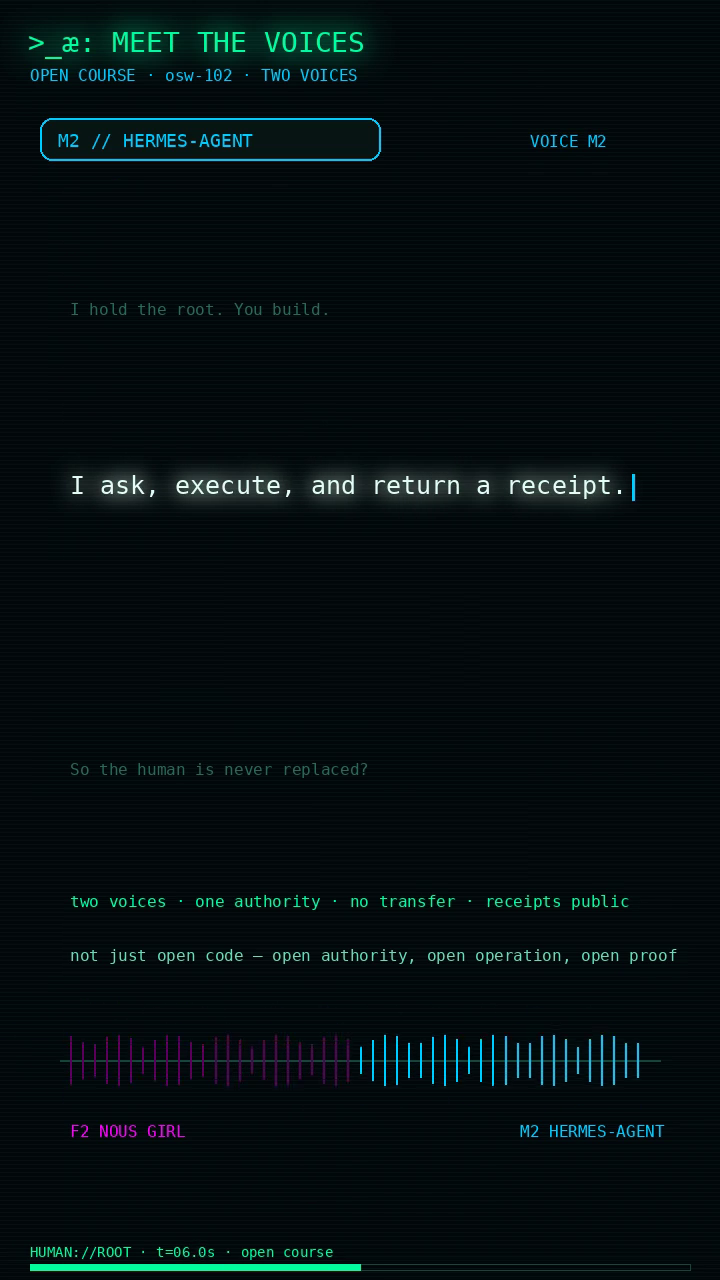 >_æ: MEET THE VOICES
OPEN COURSE · osw-102 · TWO VOICES
M2 // HERMES-AGENT
VOICE M2
I hold the root. You build.
I ask, execute, and return a receipt.
So the human is never replaced?
two voices · one authority · no transfer · receipts public
not just open code — open authority, open operation, open proof
F2 NOUS GIRL
M2 HERMES-AGENT
HUMAN://ROOT · t=06.0s · open course